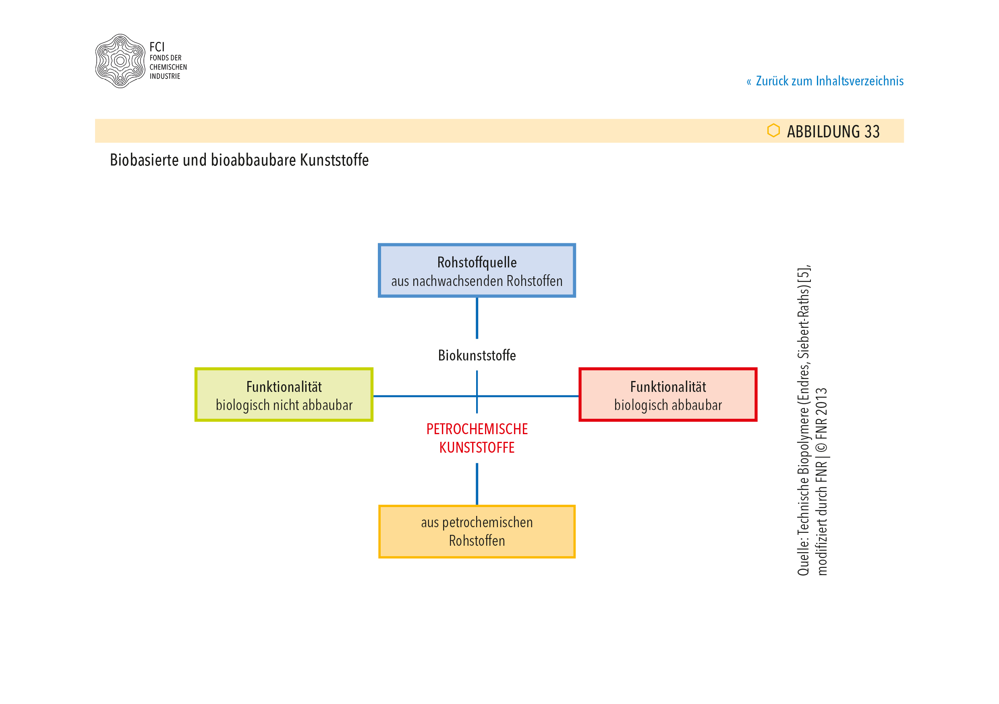 FCI
FONDS DER
CHEMISCHEN
INDUSTRIE
« Zurück zum Inhaltsverzeichnis
ABBILDUNG 33
Biobasierte und bioabbaubare Kunststoffe
Rohstoffquelle
aus nachwachsenden Rohstoffen
Biokunststoffe
Funktionalität
biologisch nicht abbaubar
Funktionalität
biologisch abbaubar
PETROCHEMISCHE
KUNSTSTOFFE
aus petrochemischen
Rohstoffen
Quelle: Technische Biopolymere (Endres, Siebert-Raths) [5],
modifiziert durch FNR | © FNR 2013